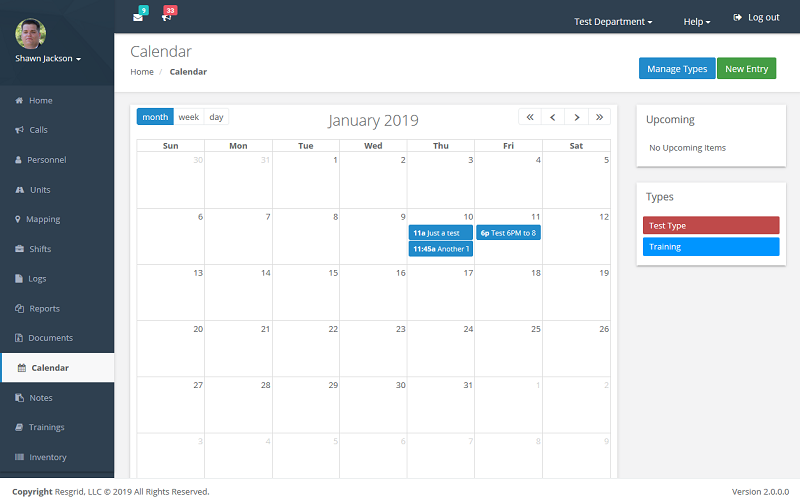 9 33
Test Department Help Log out
Shawn Jackson
Home
Calls
Personnel
Units
Mapping
Shifts
Logs
Reports
Documents
Calendar
Notes
Trainings
Inventory
Calendar
Home / Calendar
Manage Types New Entry
month week day
January 2019
Sun Mon Tue Wed Thu Fri Sat
30 31 1 2 3 4 5
6 7 8 9 10 11 12
11a Just a test 6p Test 6PM to 8
11:45a Another T
13 14 15 16 17 18 19
20 21 22 23 24 25 26
27 28 29 30 31 1 2
3 4 5 6 7 8 9
Upcoming
No Upcoming Items
Types
Test Type
Training
Copyright Resgrid, LLC © 2019 All Rights Reserved.
Version 2.0.0.0